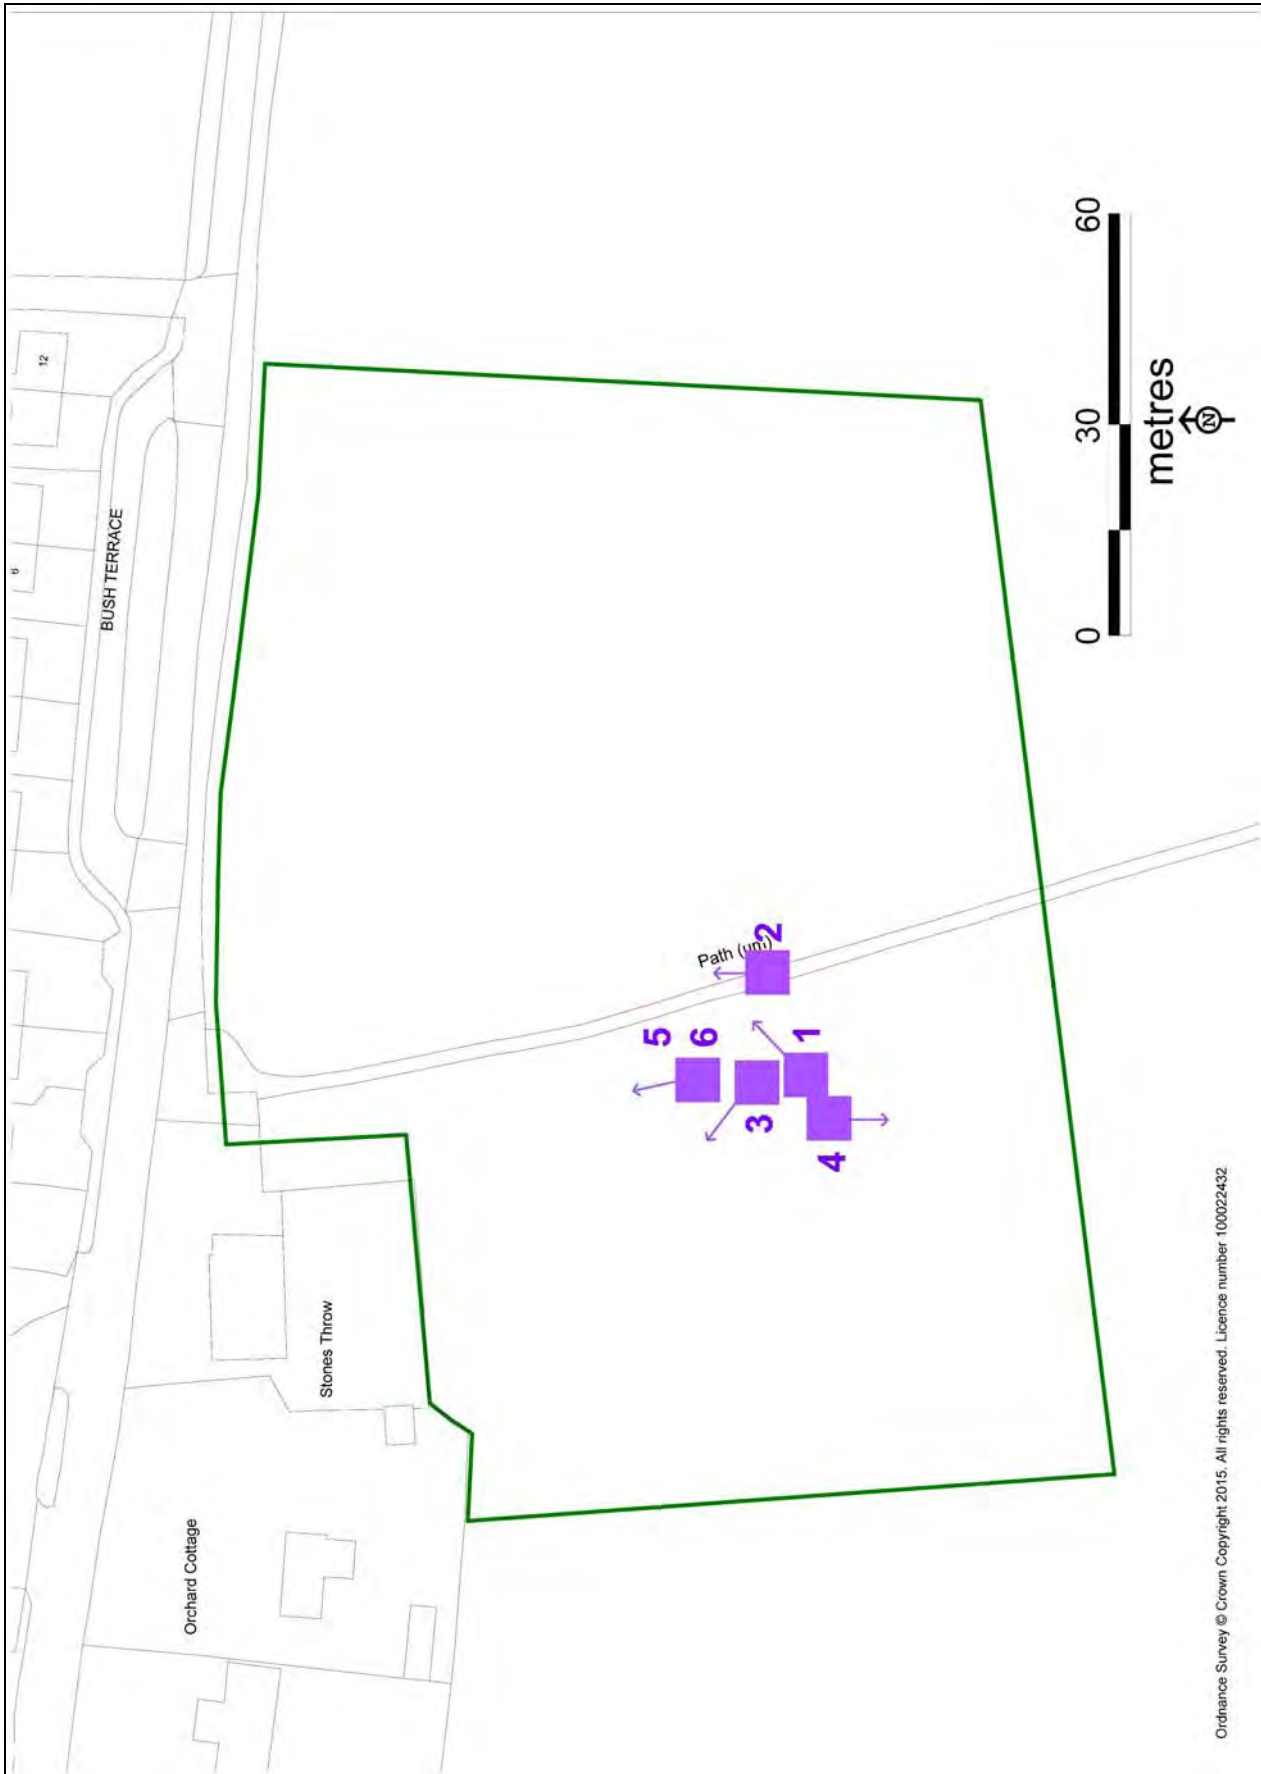 12
6
BUSH TERRACE
Stones Throw
Orchard Cottage
Path (um)
5
6
2
1
3
4
0 30 60
metres
N
Ordnance Survey © Crown Copyright 2015. All rights reserved. Licence number 100022432